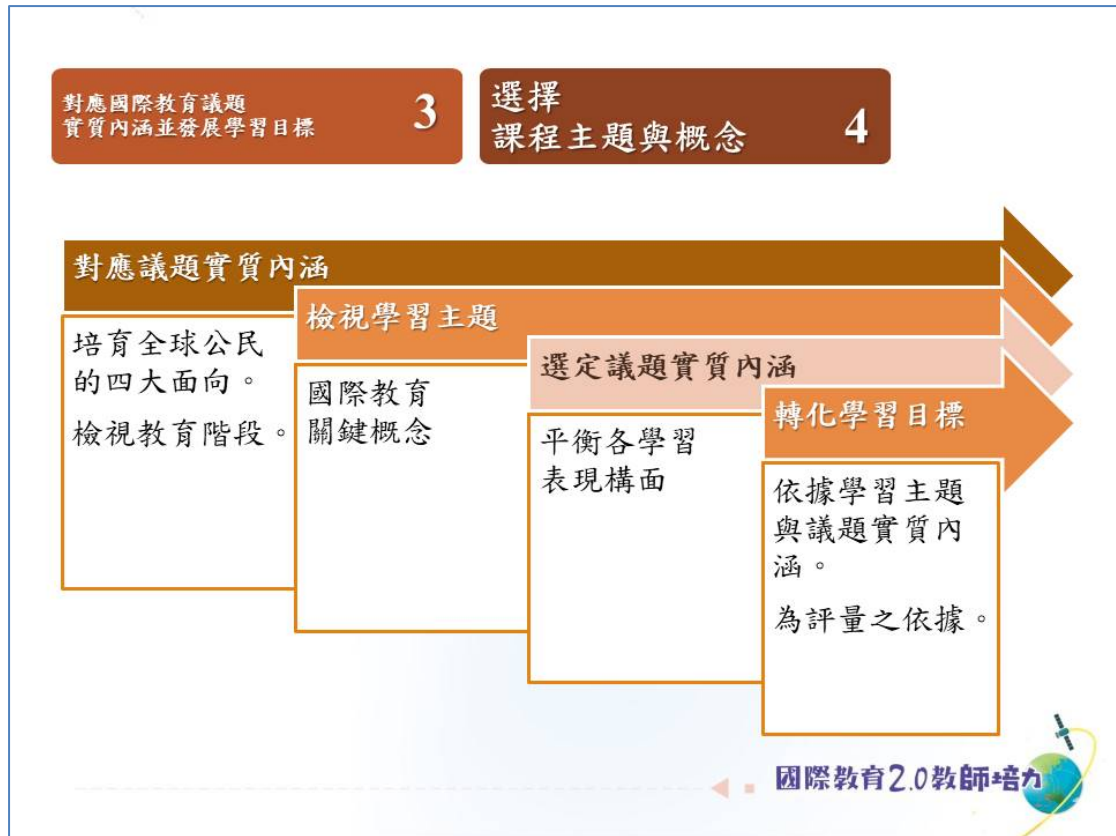 對應國際教育議題
實質內涵並發展學習目標
3
選擇
課程主題與概念
4
對應議題實質內涵
培育全球公民
的四大面向。
檢視教育階段。
檢視學習主題
國際教育
關鍵概念
選定議題實質內涵
平衡各學習
表現構面
轉化學習目標
依據學習主題
與議題實質內
涵。
為評量之依據。
國際教育2.0教師培力